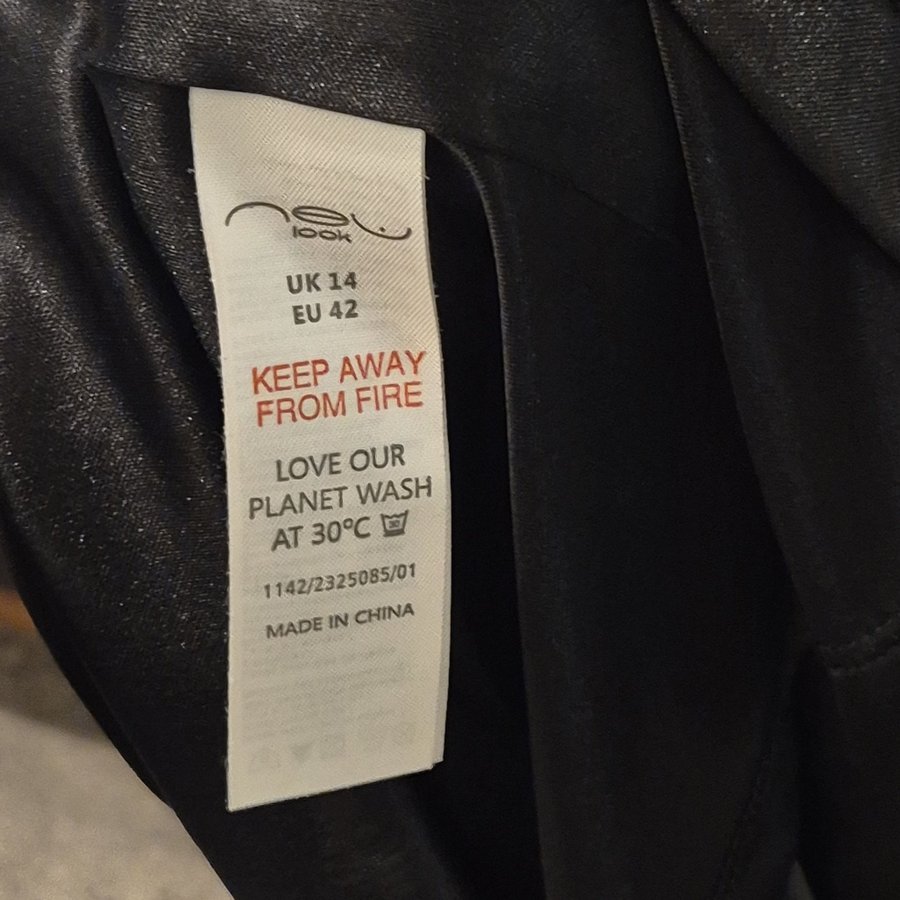 new
look
UK 14
EU 42
KEEP AWAY
FROM FIRE
LOVE OUR
PLANET WASH
AT 30°C 30
1142/2325085/01
MADE IN CHINA